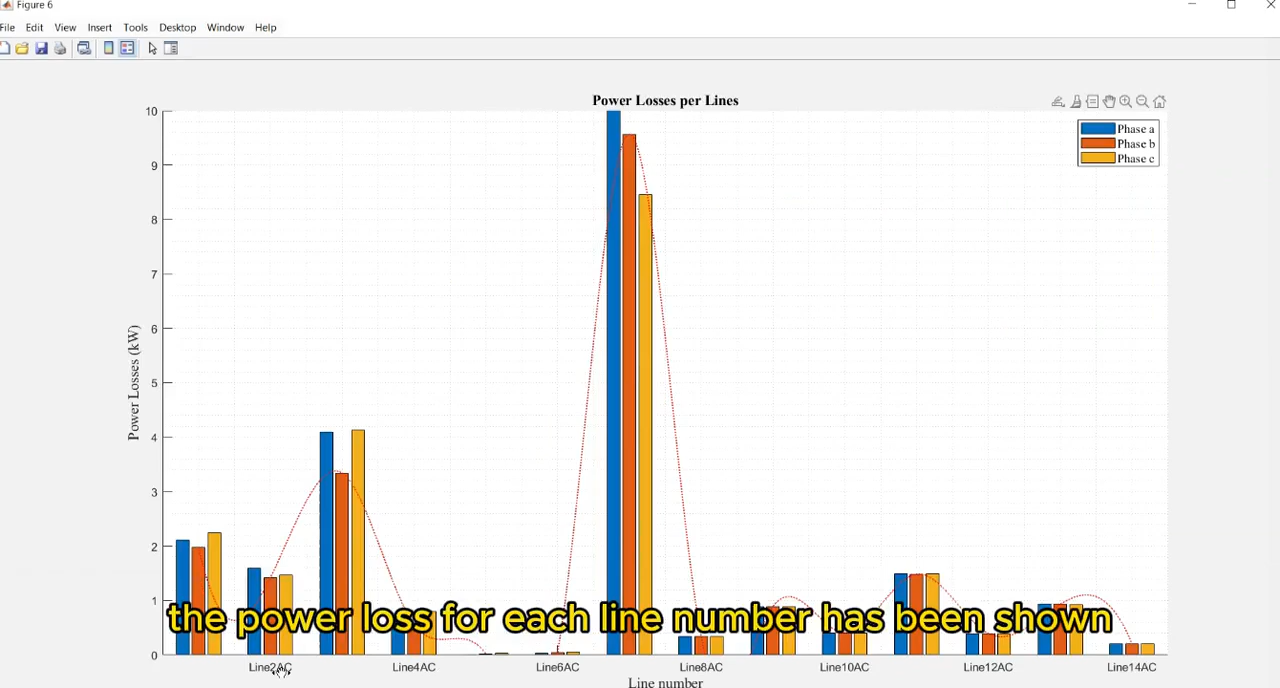 Figure 6
File Edit View Insert Tools Desktop Window Help
Power Losses per Lines
Phase a
Phase b
Phase c
10
9
8
7
6
5
4
3
2
1
0
Power Losses (kW)
the power loss for each line number has been shown
Line2AC Line4AC Line6AC Line8AC Line10AC Line12AC Line14AC
Line number